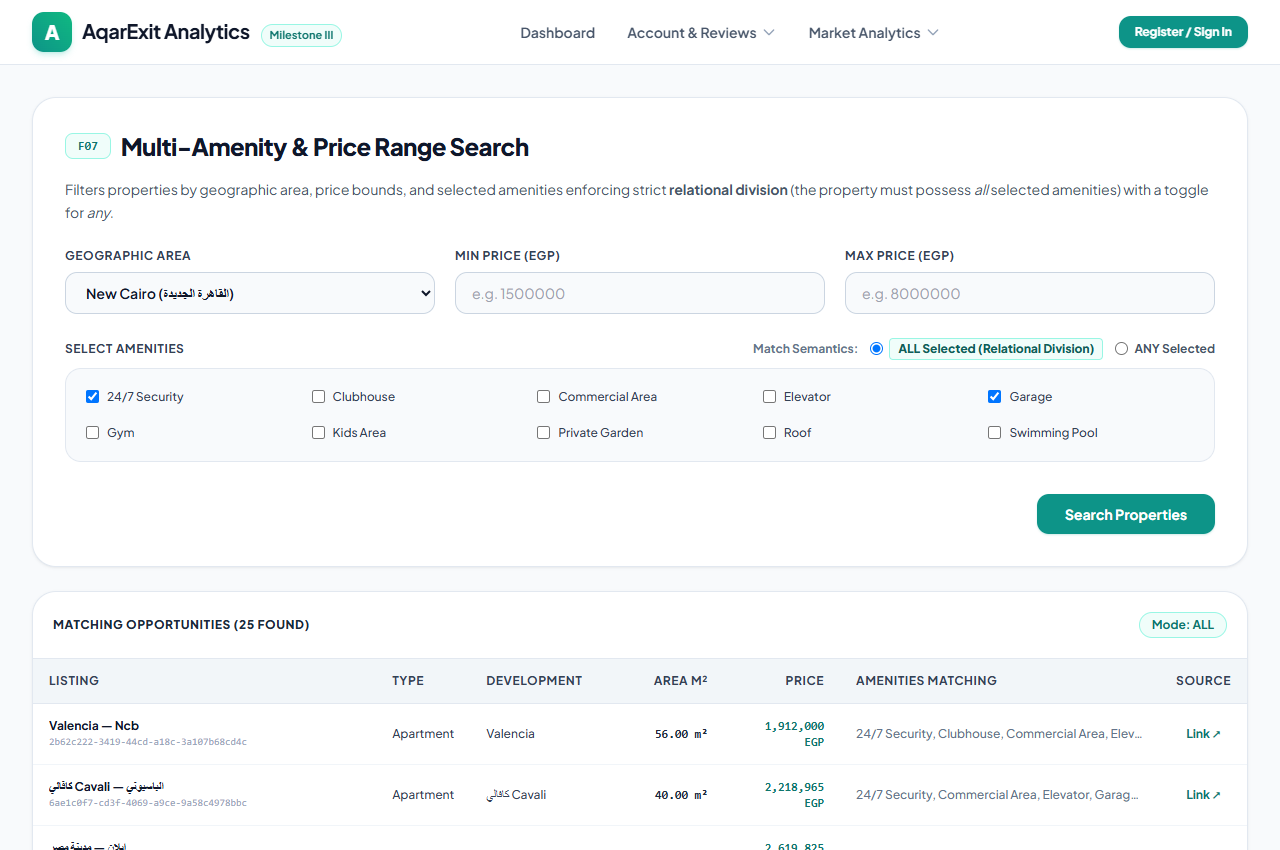 A AqarExit Analytics Milestone III Dashboard Account & Reviews Market Analytics Register / Sign In
F07 Multi-Amenity & Price Range Search
Filters properties by geographic area, price bounds, and selected amenities enforcing strict relational division (the property must possess all selected amenities) with a toggle
for any.
GEOGRAPHIC AREA MIN PRICE (EGP) MAX PRICE (EGP)
New Cairo (القاهرة الجديدة) e.g. 1500000 e.g. 8000000
SELECT AMENITIES Match Semantics: ALL Selected (Relational Division) ANY Selected
24/7 Security Clubhouse Commercial Area Elevator Garage
Gym Kids Area Private Garden Roof Swimming Pool
Search Properties
MATCHING OPPORTUNITIES (25 FOUND) Mode: ALL
LISTING TYPE DEVELOPMENT AREA M² PRICE AMENITIES MATCHING SOURCE
Valencia — Ncb Apartment Valencia 56.00 m² 1,912,000 EGP 24/7 Security, Clubhouse, Commercial Area, Elev... Link ↗
2b62c222-3419-44cd-a18c-3a107b68cd4c
كافالي Cavali — الباسيوني Apartment كافالي Cavali 40.00 m² 2,218,965 EGP 24/7 Security, Commercial Area, Elevator, Garag... Link ↗
6ae1c0f7-cd3f-4069-a9ce-9a58c4978bbc
إيلان — مدينة مصر 2,619,825